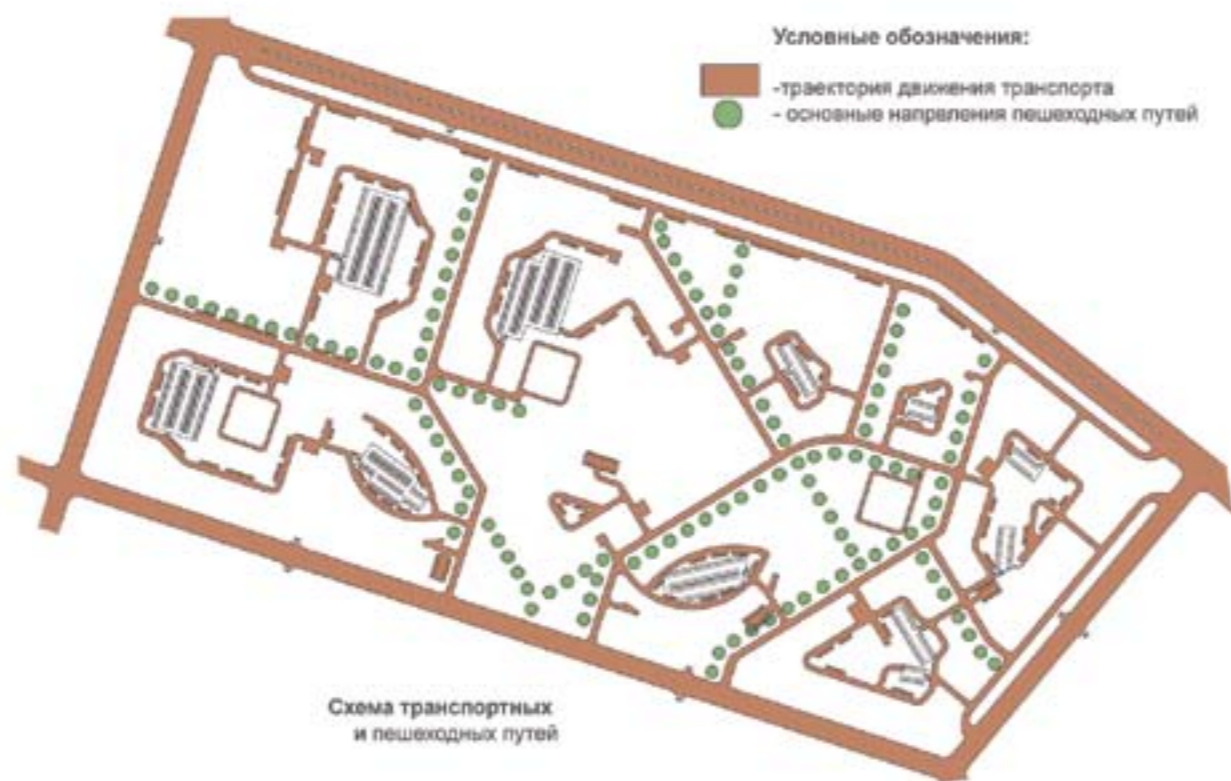 Условные обозначения:
-траектория движения транспорта
- основные напрвления пешеходных путей
Схема транспортных
и пешеходных путей